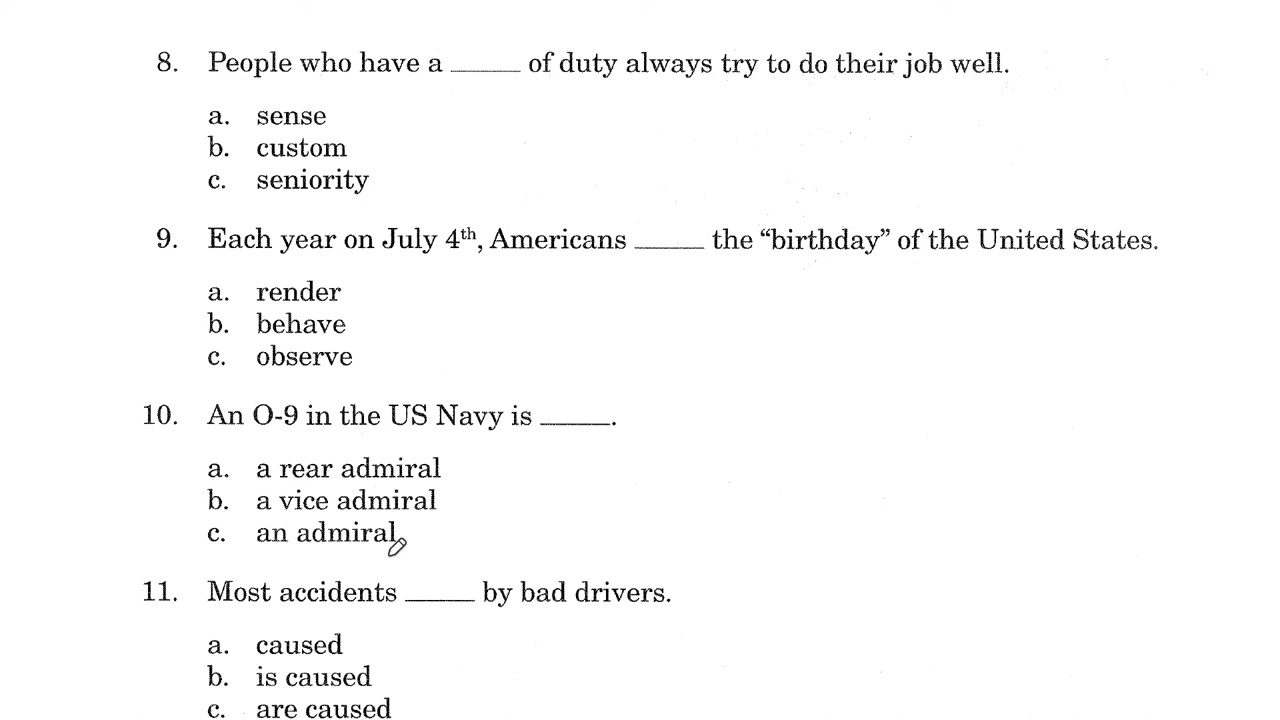 8. People who have a _____ of duty always try to do their job well.
a. sense
b. custom
c. seniority
9. Each year on July 4th, Americans _____ the “birthday” of the United States.
a. render
b. behave
c. observe
10. An O-9 in the US Navy is _____.
a. a rear admiral
b. a vice admiral
c. an admiral
11. Most accidents _____ by bad drivers.
a. caused
b. is caused
c. are caused